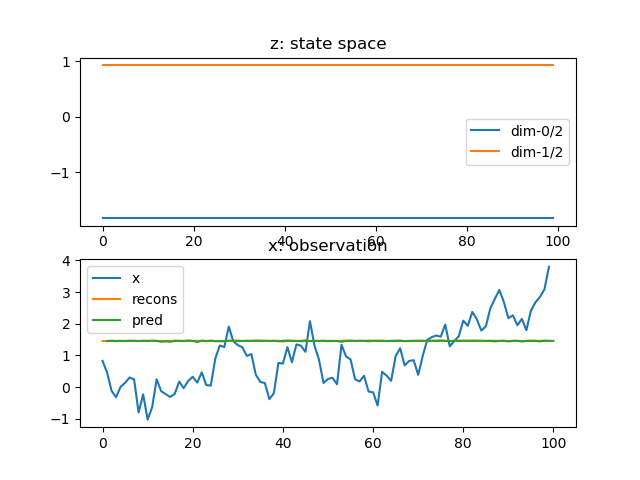 z: state space
1
0
−1
dim-0/2
dim-1/2
0 20 40 60 80 100
x: observation
4
3
2
1
0
−1
x
recons
pred
0 20 40 60 80 100